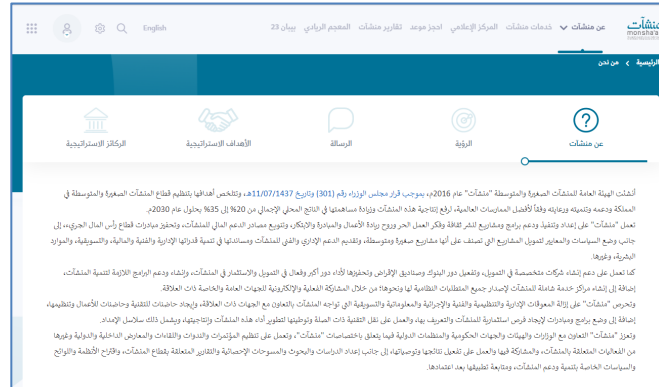 منشآت
monsha'at
عن منشآت
خدمات منشآت
المركز الإعلامي
احجز موعد
تقارير منشآت
المعجم الريادي
بيبان 23
English
الرئيسية > من نحن
عن منشآت
الرؤية
الرسالة
الأهداف الاستراتيجية
الركائز الاستراتيجية
أنشئت الهيئة العامة للمنشآت الصغيرة والمتوسطة "منشآت" عام 2016م، بموجب قرار مجلس الوزراء رقم (301) وتاريخ 11/07/1437هـ، وتتلخص أهدافها بتنظيم قطاع المنشآت الصغيرة والمتوسطة في
المملكة ودعمه وتنميته ورعايته وفقاً لأفضل الممارسات العالمية، لرفع إنتاجية هذه المنشآت وزيادة مساهمتها في الناتج المحلي الإجمالي من 20% إلى 35% بحلول عام 2030م.
تعمل "منشآت" على إعداد وتنفيذ ودعم برامج ومشاريع لنشر ثقافة وفكر العمل الحر وروح ريادة الأعمال والمبادرة والابتكار، وتنويع مصادر الدعم المالي للمنشآت، وتحفيز مبادرات قطاع رأس المال الجريء، إلى
جانب وضع السياسات والمعايير لتمويل المشاريع التي تصنف على أنها مشاريع صغيرة ومتوسطة، وتقديم الدعم الإداري والفني للمنشآت ومساندتها في تنمية قدراتها الإدارية والفنية والمالية، والتسويقية، والموارد
البشرية، وغيرها.
كما تعمل على دعم إنشاء شركات متخصصة في التمويل، وتفعيل دور البنوك وصناديق الإقراض وتحفيزها لأداء دور أكبر وفعال في التمويل والاستثمار في المنشآت، وإنشاء ودعم البرامج اللازمة لتنمية المنشآت،
إضافة إلى إنشاء مراكز خدمة شاملة للمنشآت لإصدار جميع المتطلبات النظامية لها ونحوها؛ من خلال المشاركة الفعلية والإلكترونية للجهات العامة والخاصة ذات العلاقة.
وتحرص "منشآت" على إزالة المعوقات الإدارية والتنظيمية والفنية والإجرائية والمعلوماتية والتسويقية التي تواجه المنشآت بالتعاون مع الجهات ذات العلاقة، وإيجاد حاضنات للتقنية وحاضنات للأعمال وتنظيمها،
إضافة إلى وضع برامج ومبادرات لإيجاد فرص استثمارية للمنشآت والتعريف بها، والعمل على نقل التقنية ذات الصلة وتوطينها لتطوير أداء هذه المنشآت وإنتاجيتها، ويشمل ذلك سلاسل الإمداد.
وتعزز "منشآت" التعاون مع الوزارات والهيئات والجهات الحكومية والمنظمات الدولية فيما يتعلق باختصاصات "منشآت"، وتعمل على تنظيم المؤتمرات والندوات واللقاءات والمعارض الداخلية والدولية وغيرها
من الفعاليات المتعلقة بالمنشآت، والمشاركة فيها والعمل على تفعيل نتائجها وتوصياتها، إلى جانب إعداد الدراسات والبحوث والمسوحات الإحصائية والتقارير المتعلقة بقطاع المنشآت، واقتراح الأنظمة واللوائح
والسياسات الخاصة بتنمية ودعم المنشآت، ومتابعة تطبيقها بعد اعتمادها.